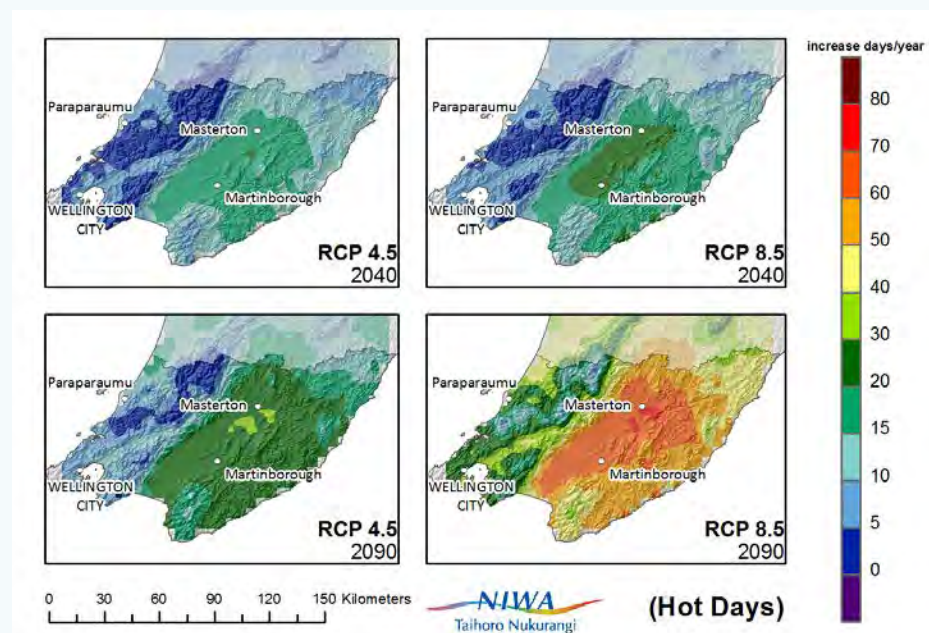 increase days/year
Paraparaumu
Masterton
Martinborough
WELLINGTON
CITY
RCP 4.5
2040
Paraparaumu
Masterton
Martinborough
WELLINGTON
CITY
RCP 8.5
2040
Paraparaumu
Masterton
Martinborough
WELLINGTON
CITY
RCP 4.5
2090
Paraparaumu
Masterton
Martinborough
WELLINGTON
CITY
RCP 8.5
2090
80
70
60
50
40
30
20
15
10
5
0
0 30 60 90 120 150 Kilometers
NIWA
Taihoro Nukurangi
(Hot Days)